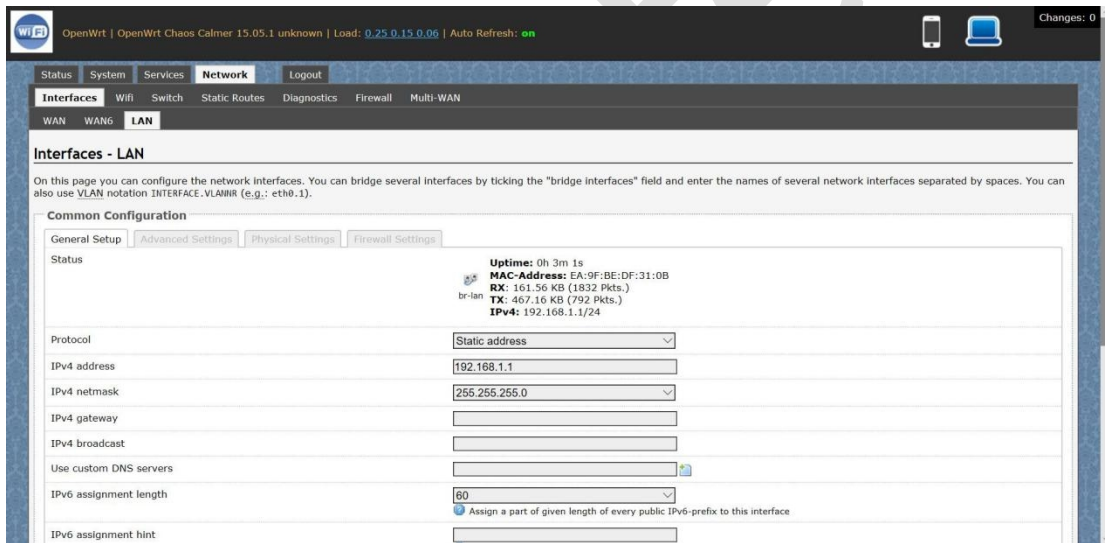 WiFi
OpenWrt | OpenWrt Chaos Calmer 15.05.1 unknown | Load: 0.25 0.15 0.06 | Auto Refresh: on
Changes: 0
Status System Services Network Logout
Interfaces Wifi Switch Static Routes Diagnostics Firewall Multi-WAN
WAN WAN6 LAN
Interfaces - LAN
On this page you can configure the network interfaces. You can bridge several interfaces by ticking the "bridge interfaces" field and enter the names of several network interfaces separated by spaces. You can
also use VLAN notation INTERFACE.VLANNR (e.g.: eth0.1).
Common Configuration
General Setup Advanced Settings Physical Settings Firewall Settings
Status
Uptime: 0h 3m 1s
MAC-Address: EA:9F:BE:DF:31:0B
RX: 161.56 KB (1832 Pkts.)
br-lan TX: 467.16 KB (792 Pkts.)
IPv4: 192.168.1.1/24
Protocol Static address
IPv4 address 192.168.1.1
IPv4 netmask 255.255.255.0
IPv4 gateway
IPv4 broadcast
Use custom DNS servers
IPv6 assignment length 60
Assign a part of given length of every public IPv6-prefix to this interface
IPv6 assignment hint